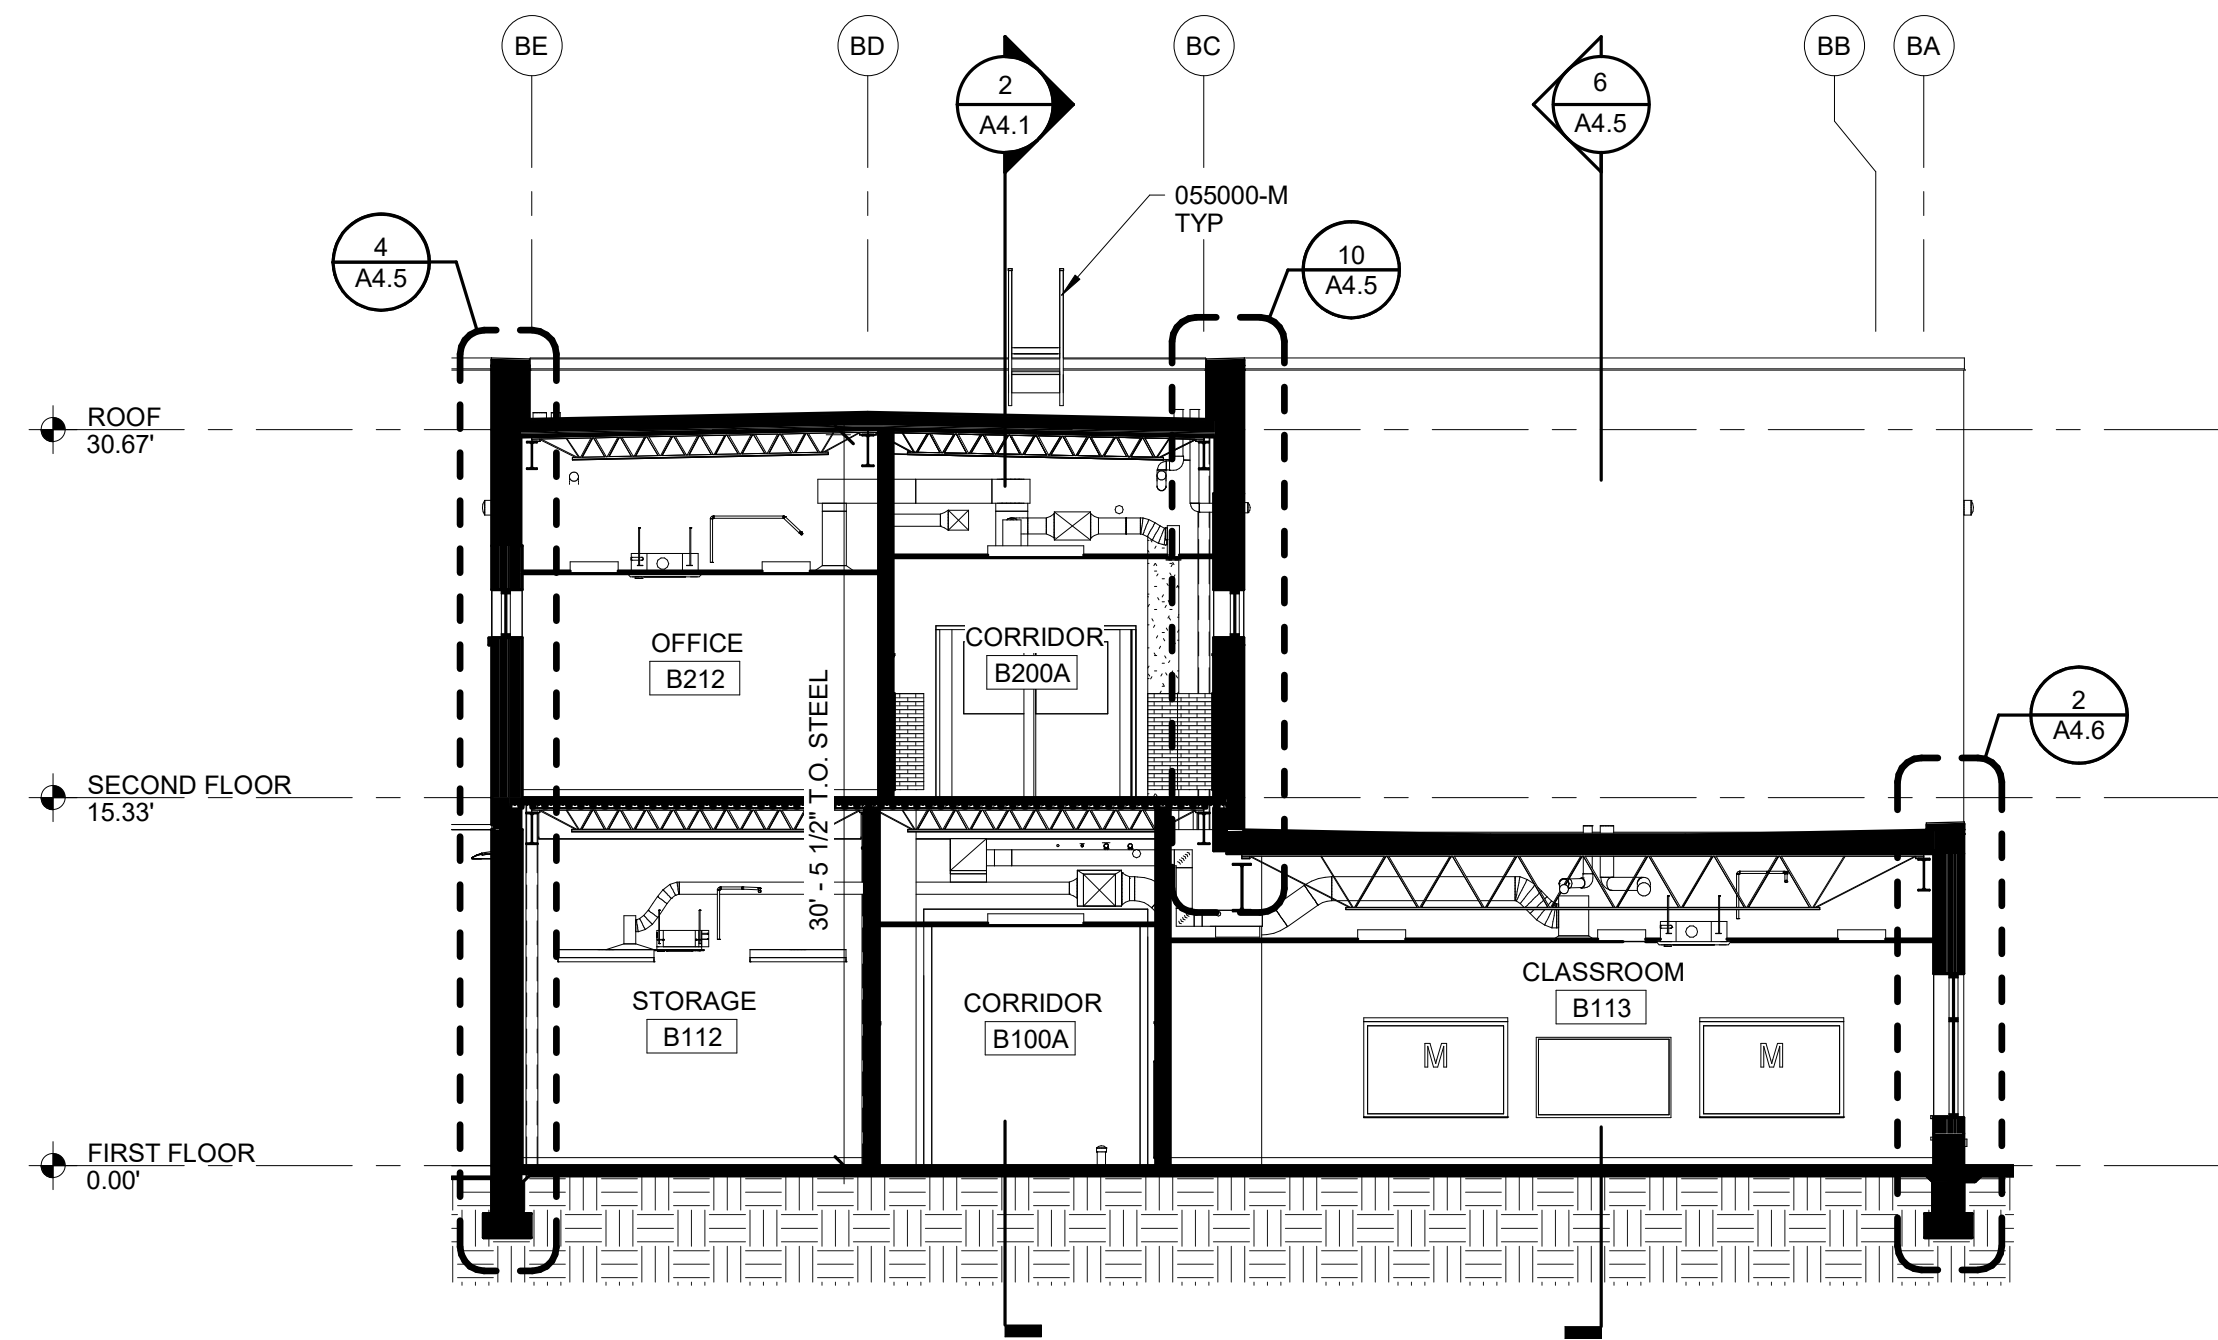 BE
BD
BC
BB
BA
2
A4.1
6
A4.5
055000-M
TYP
4
A4.5
10
A4.5
ROOF
30.67'
OFFICE
B212
CORRIDOR
B200A
30' - 5 1/2" T.O. STEEL
2
A4.6
SECOND FLOOR
15.33'
STORAGE
B112
CORRIDOR
B100A
CLASSROOM
B113
M
M
FIRST FLOOR
0.00'